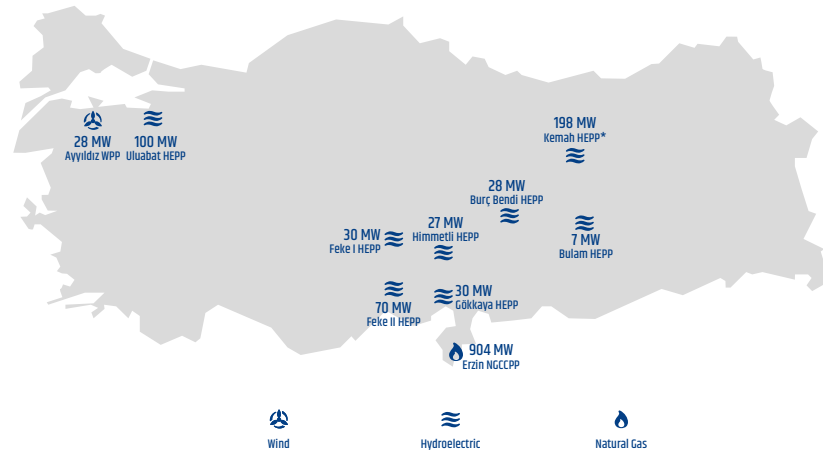 198 MW
Kemah HEPP*
28 MW
Ayyıldız WPP
100 MW
Uluabat HEPP
28 MW
Burç Bendi HEPP
27 MW
Himmetli HEPP
30 MW
Feke I HEPP
7 MW
Bulam HEPP
30 MW
Gökkaya HEPP
70 MW
Feke II HEPP
904 MW
Erzin NGCCPP
Wind
Hydroelectric
Natural Gas